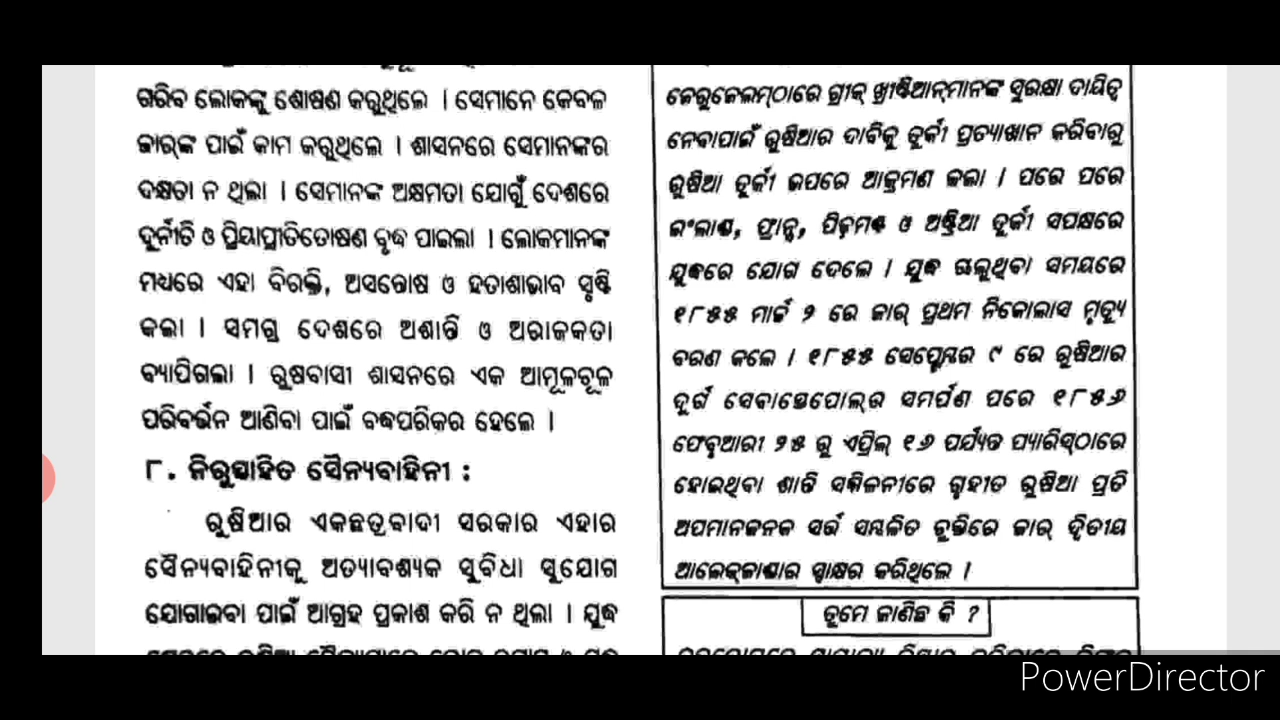 ଗରିବ ଲୋକଙ୍କୁ ଶୋଷଣ କରୁଥିଲେ । ସେମାନେ କେବଳ
ଜାର୍‌ଙ୍କ ପାଇଁ କାମ କରୁଥିଲେ । ଶାସନରେ ସେମାନଙ୍କର
ଦକ୍ଷତା ନ ଥିଲା । ସେମାନଙ୍କ ଅକ୍ଷମତା ଯୋଗୁଁ ଦେଶରେ
ଦୁର୍ନୀତି ଓ ପ୍ରିୟାପ୍ରୀତିତୋଷଣ ବୃଦ୍ଧି ପାଇଲା । ଲୋକମାନଙ୍କ
ମଧ୍ୟରେ ଏହା ବିରକ୍ତି, ଅସନ୍ତୋଷ ଓ ହତାଶାଭାବ ସୃଷ୍ଟି
କଲା । ସମଗ୍ର ଦେଶରେ ଅଶାନ୍ତି ଓ ଅରାଜକତା
ବ୍ୟାପିଗଲା । ରୁଷବାସୀ ଶାସନରେ ଏକ ଆମୂଳଚୂଳ
ପରିବର୍ତ୍ତନ ଆଣିବା ପାଇଁ ବଦ୍ଧପରିକର ହେଲେ ।
୮. ନିରୁତ୍ସାହିତ ସୈନ୍ୟବାହିନୀ :
ରୁଷିଆର ଏକଛତ୍ରବାଦୀ ସରକାର ଏହାର
ସୈନ୍ୟବାହିନୀକୁ ଅତ୍ୟାବଶ୍ୟକ ସୁବିଧା ସୁଯୋଗ
ଯୋଗାଇବା ପାଇଁ ଆଗ୍ରହ ପ୍ରକାଶ କରି ନ ଥିଲା । ଯୁଦ୍ଧ
ଜେରୁଜେଲମ୍‌ଠାରେ ଗ୍ରୀକ୍ ଖ୍ରୀଷ୍ଟିଆନ୍‌ମାନଙ୍କ ସୁରକ୍ଷା ଦାୟିତ୍ୱ
ନେବାପାଇଁ ରୁଷିଆର ଦାବିକୁ ତୁର୍କୀ ପ୍ରତ୍ୟାଖାନ କରିବାରୁ
ରୁଷିଆ ତୁର୍କୀ ଉପରେ ଆକ୍ରମଣ କଲା । ପରେ ପରେ
ଇଂଲାଣ୍ଡ, ଫ୍ରାନ୍ସ, ପିଡ୍‌ମଣ୍ଟ ଓ ଅଷ୍ଟ୍ରିଆ ତୁର୍କୀ ସପକ୍ଷରେ
ଯୁଦ୍ଧରେ ଯୋଗ ଦେଲେ । ଯୁଦ୍ଧ ଚାଲୁଥିବା ସମୟରେ
୧୮୫୫ ମାର୍ଚ୍ଚ ୨ ରେ ଜାର୍ ପ୍ରଥମ ନିକୋଲାସ ମୃତ୍ୟୁ
ବରଣ କଲେ । ୧୮୫୫ ସେପ୍ଟେମ୍ବର ୯ ରେ ରୁଷିଆର
ଦୁର୍ଗ ସେବାସ୍ତେପୋଲ୍‌ର ସମର୍ପଣ ପରେ ୧୮୫୬
ଫେବୃଆରୀ ୨୫ ରୁ ଏପ୍ରିଲ୍ ୧୬ ପର୍ଯ୍ୟନ୍ତ ପ୍ୟାରିସ୍‌ଠାରେ
ହୋଇଥିବା ଶାନ୍ତି ସମ୍ମିଳନୀରେ ଗୃହୀତ ରୁଷିଆ ପ୍ରତି
ଅପମାନଜନକ ସର୍ତ୍ତ ସମ୍ବଳିତ ଚୁକ୍ତିରେ ଜାର୍ ଦ୍ୱିତୀୟ
ଆଲେକ୍‌ଜାଣ୍ଡାର ସ୍ୱାକ୍ଷର କରିଥିଲେ ।
ତୁମେ ଜାଣିଛ କି ?
PowerDirector